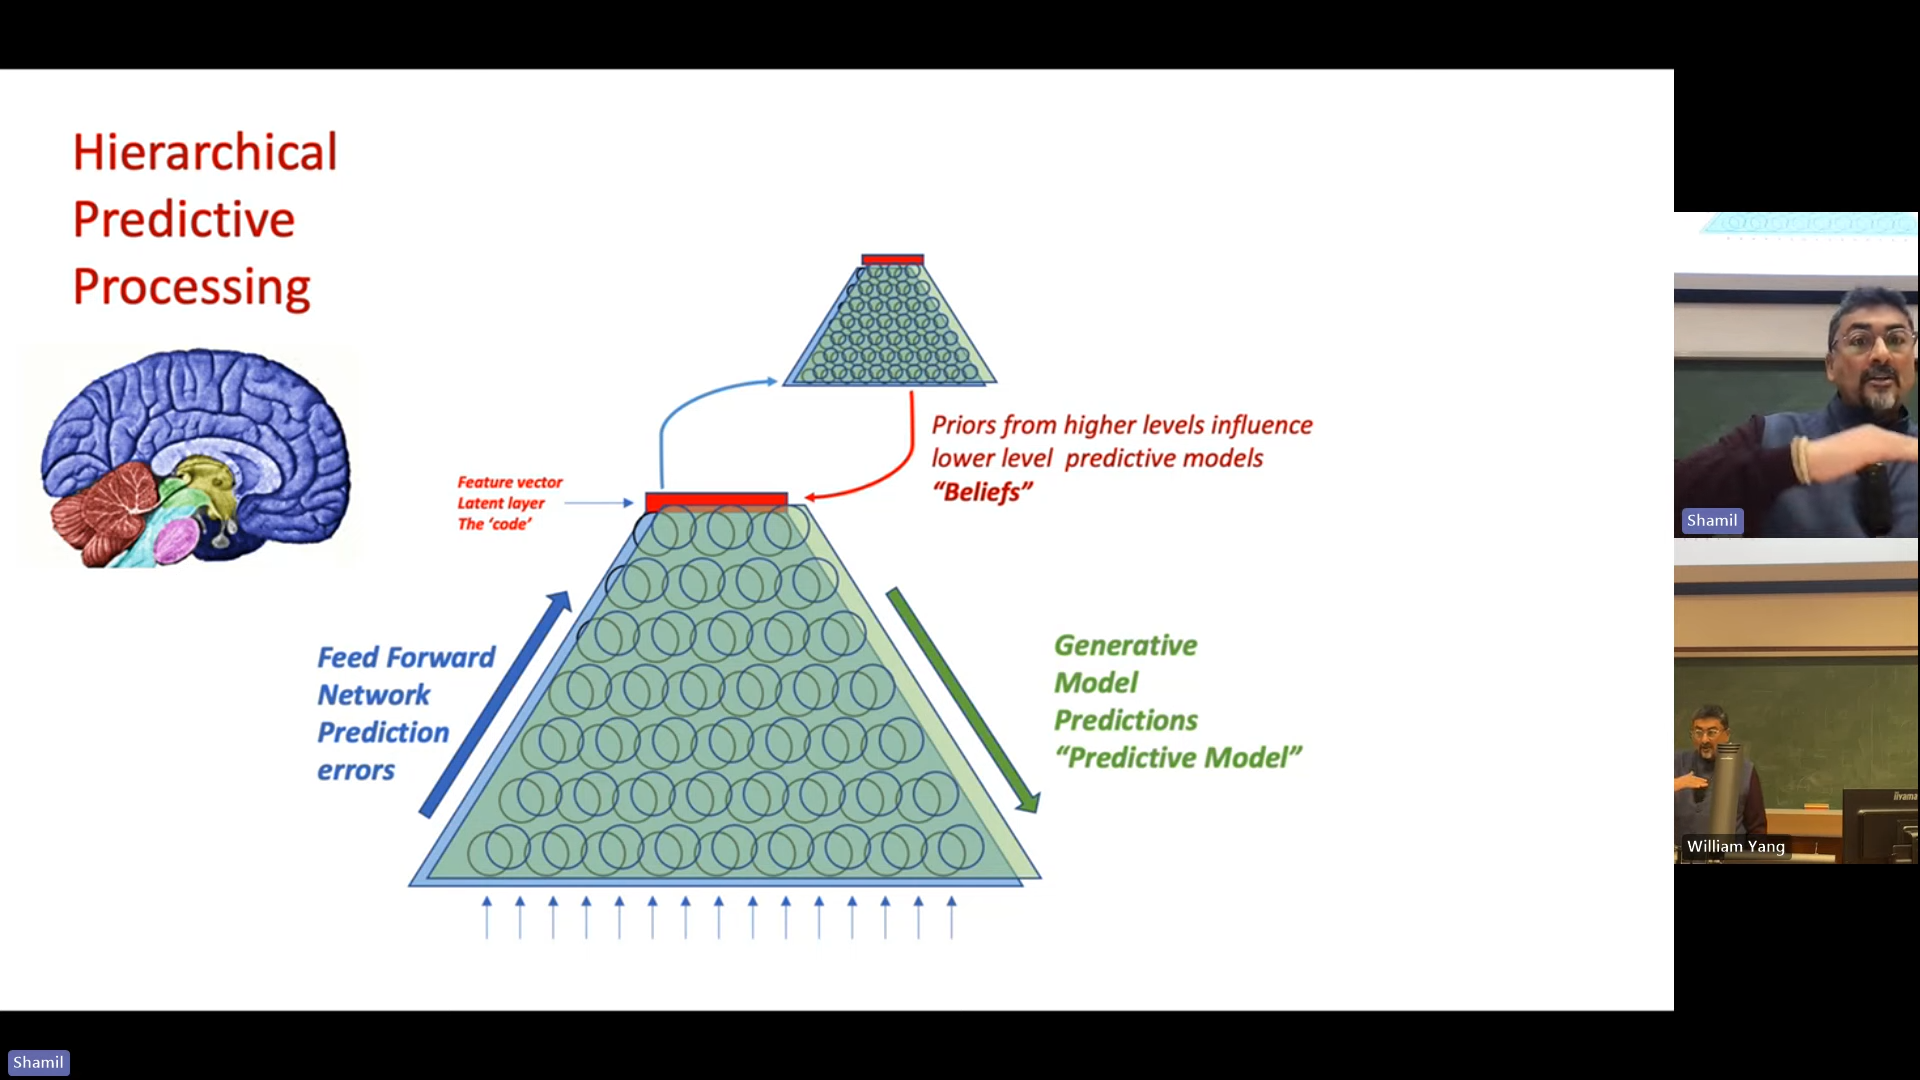 Hierarchical
Predictive
Processing
Priors from higher levels influence
lower level predictive models
“Beliefs”
Feature vector
Latent layer
The ‘code’
Feed Forward
Network
Prediction
errors
Generative
Model
Predictions
“Predictive Model”
Shamil
William Yang
iiyama
Shamil